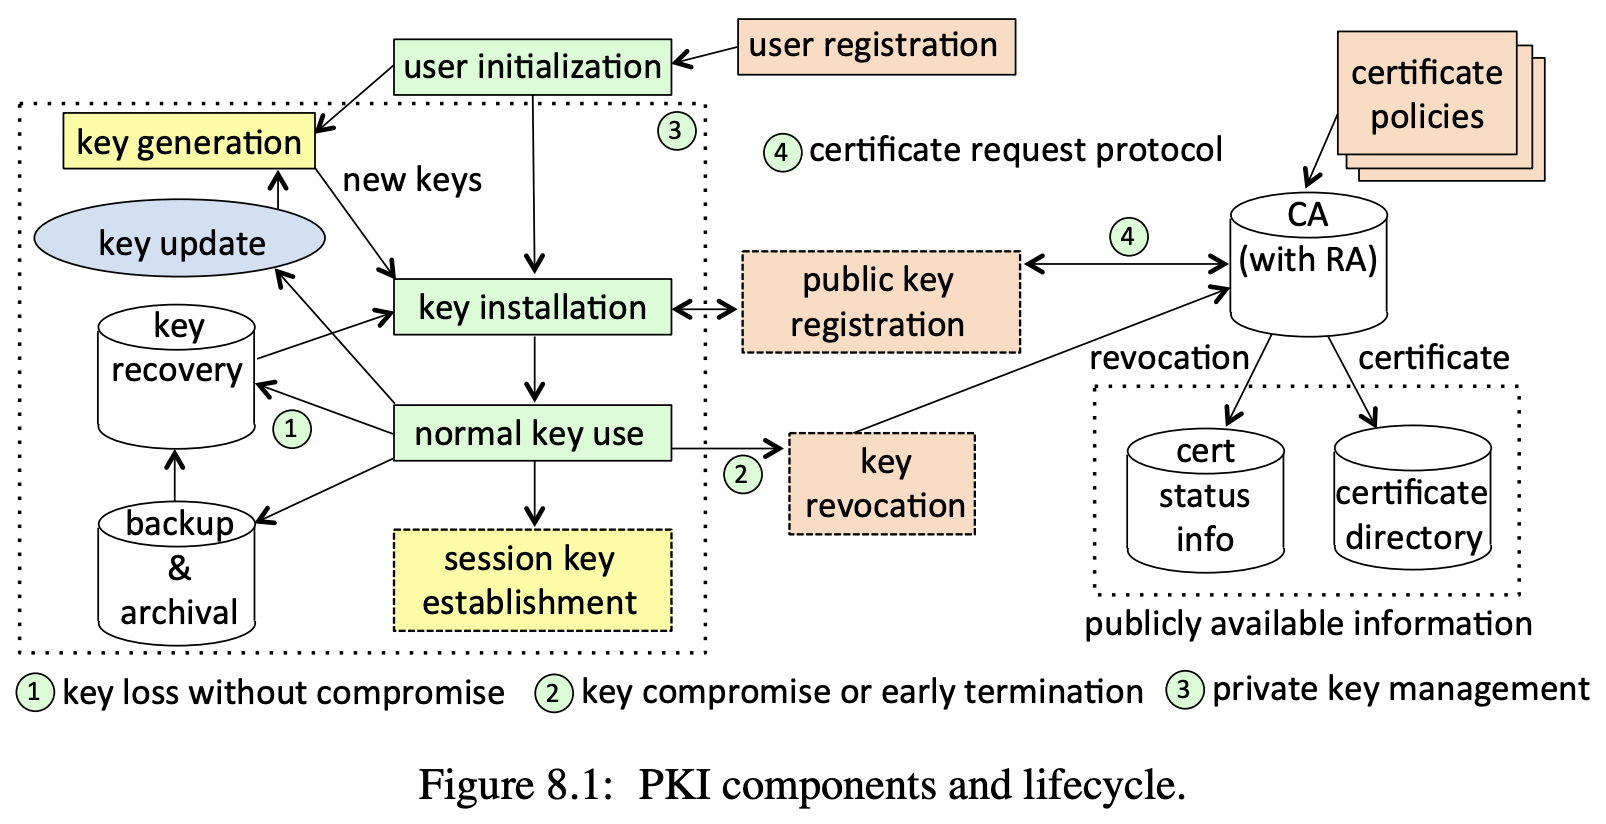 user registration
user initialization
certificate
policies
key generation
3
4 certificate request protocol
new keys
CA
(with RA)
key update
4
public key
registration
key installation
key
recovery
revocation
certificate
1
normal key use
2
key
revocation
cert
status
info
certificate
directory
backup
&
archival
session key
establishment
publicly available information
1 key loss without compromise
2 key compromise or early termination
3 private key management
Figure 8.1: PKI components and lifecycle.